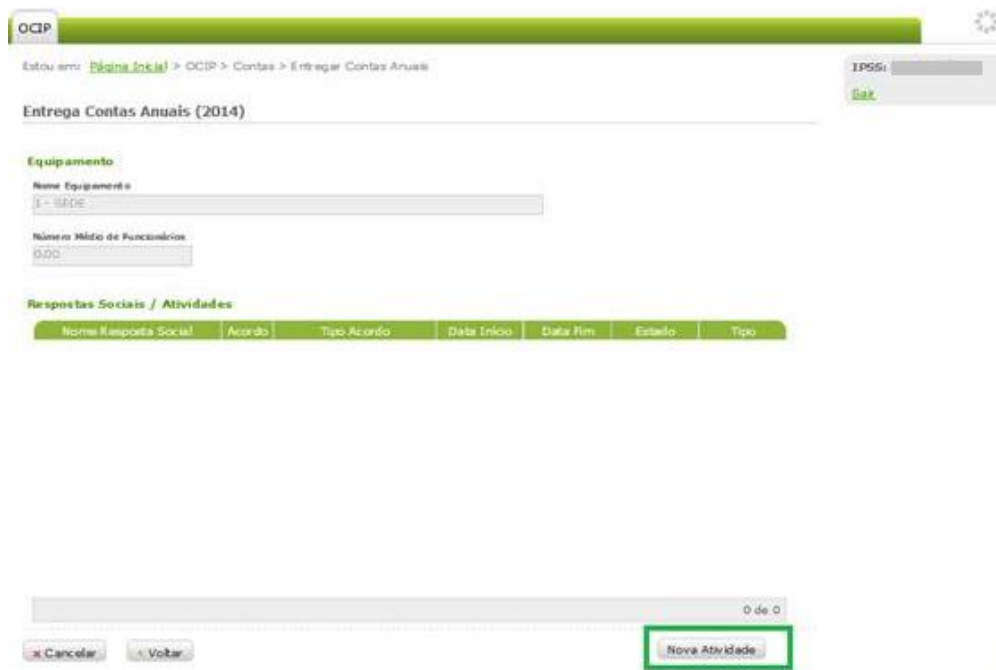 OCIP
Estou em: Página Inicial > OCIP > Contas > Entregar Contas Anuais
IPSS:
Sair
Entrega Contas Anuais (2014)
Equipamento
Nome Equipamento
1 - SEDE
Número Médio de Funcionários
0,00
Respostas Sociais / Atividades
Nome Resposta Social Acordo Tipo Acordo Data Início Data Fim Estado Tipo
0 de 0
Cancelar Voltar Nova Atividade